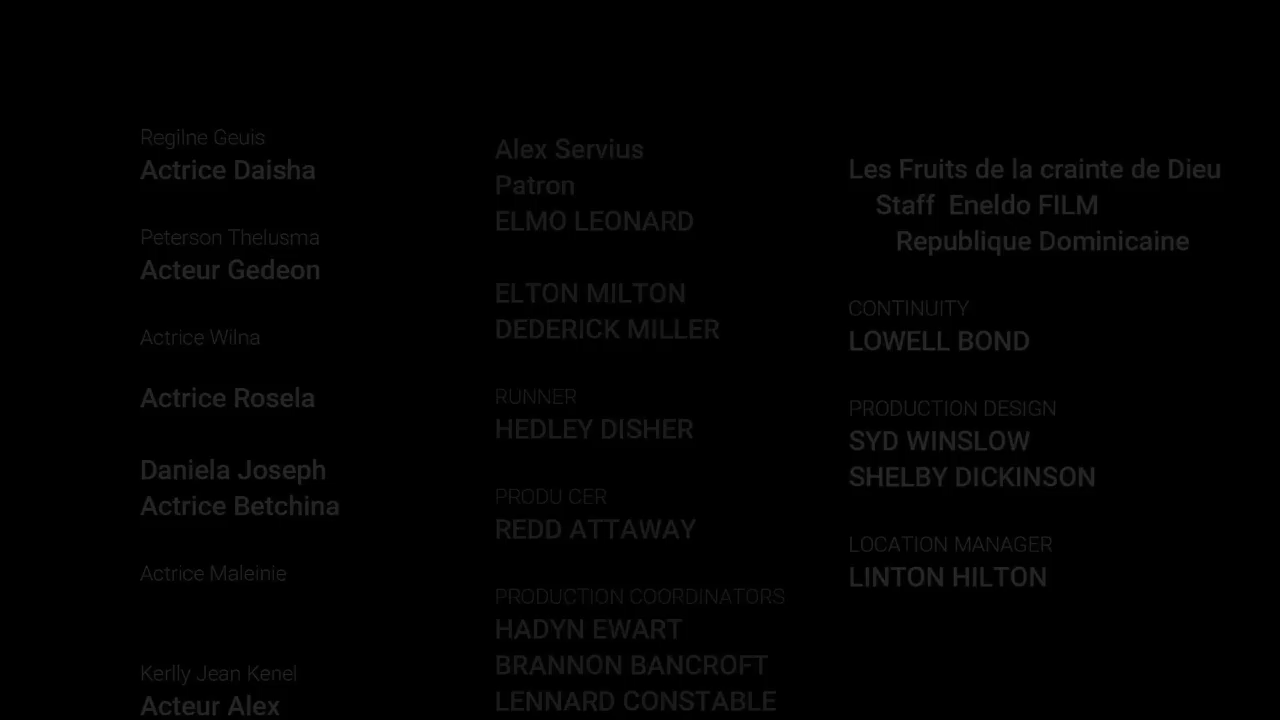 Regilne Geuis
Actrice Daisha
Peterson Thelusma
Acteur Gedeon
Actrice Wilna
Actrice Rosela
Daniela Joseph
Actrice Betchina
Actrice Maleinie
Kerlly Jean Kenel
Acteur Alex
Alex Servius
Patron
ELMO LEONARD
ELTON MILTON
DEDERICK MILLER
RUNNER
HEDLEY DISHER
PRODU CER
REDD ATTAWAY
PRODUCTION COORDINATORS
HADYN EWART
BRANNON BANCROFT
LENNARD CONSTABLE
Les Fruits de la crainte de Dieu
Staff Eneldo FILM
Republique Dominicaine
CONTINUITY
LOWELL BOND
PRODUCTION DESIGN
SYD WINSLOW
SHELBY DICKINSON
LOCATION MANAGER
LINTON HILTON